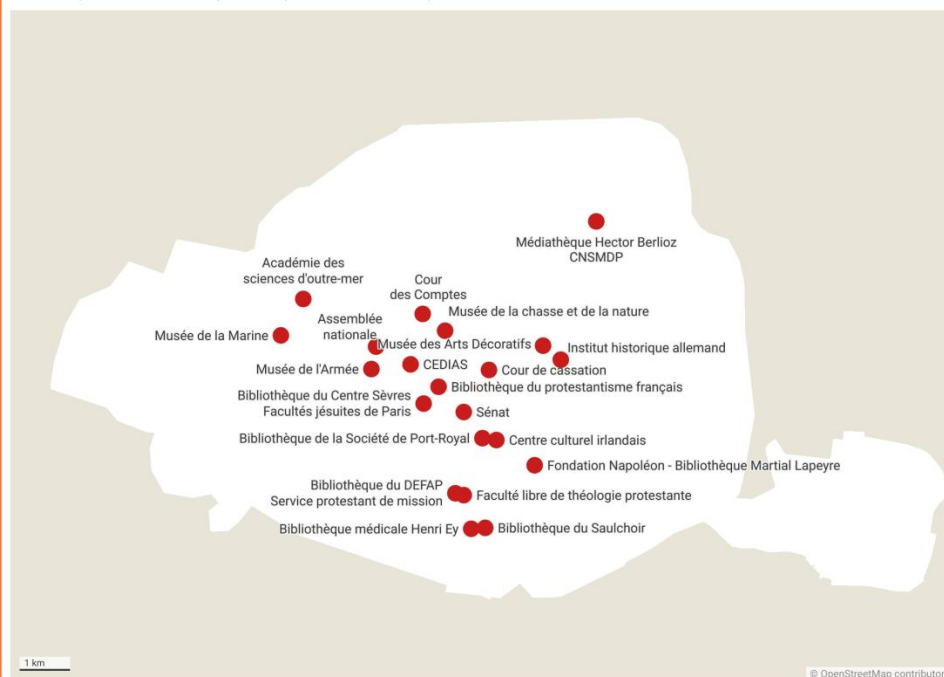 Médiathèque Hector Berlioz
CNSMDP
Académie des
sciences d'outre-mer
Cour
des Comptes
Musée de la chasse et de la nature
Assemblée
nationale
Musée de la Marine
Musée des Arts Décoratifs
Institut historique allemand
Musée de l'Armée
CEDIAS
Cour de cassation
Bibliothèque du protestantisme français
Bibliothèque du Centre Sèvres
Facultés jésuites de Paris
Sénat
Bibliothèque de la Société de Port-Royal
Centre culturel irlandais
Fondation Napoléon - Bibliothèque Martial Lapeyre
Bibliothèque du DEFAP
Service protestant de mission
Faculté libre de théologie protestante
Bibliothèque médicale Henri Ey
Bibliothèque du Saulchoir
1 km
© OpenStreetMap contributor